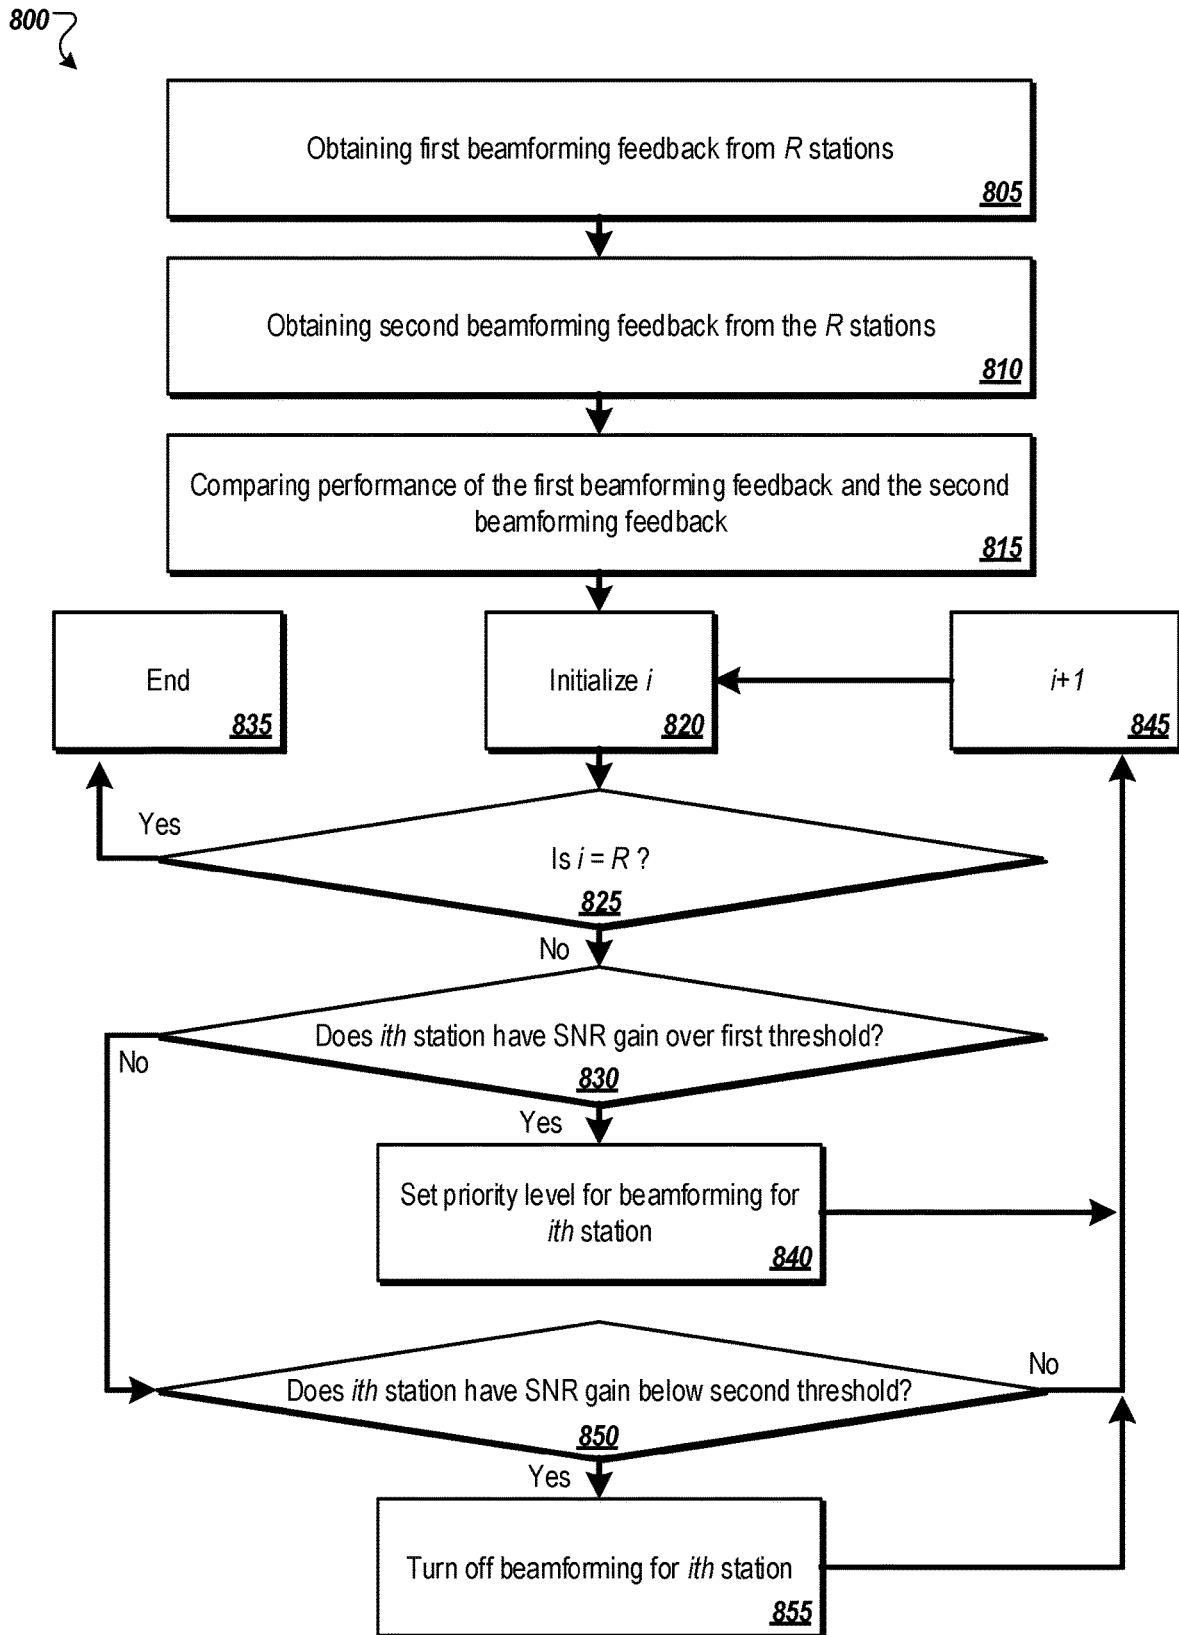 800
Obtaining first beamforming feedback from R stations
805
Obtaining second beamforming feedback from the R stations
810
Comparing performance of the first beamforming feedback and the second
beamforming feedback
815
End
835
Initialize i
820
i+1
845
Yes
Is i = R ?
825
No
Does ith station have SNR gain over first threshold?
830
No
Yes
Set priority level for beamforming for
ith station
840
Does ith station have SNR gain below second threshold?
850
No
Yes
Turn off beamforming for ith station
855